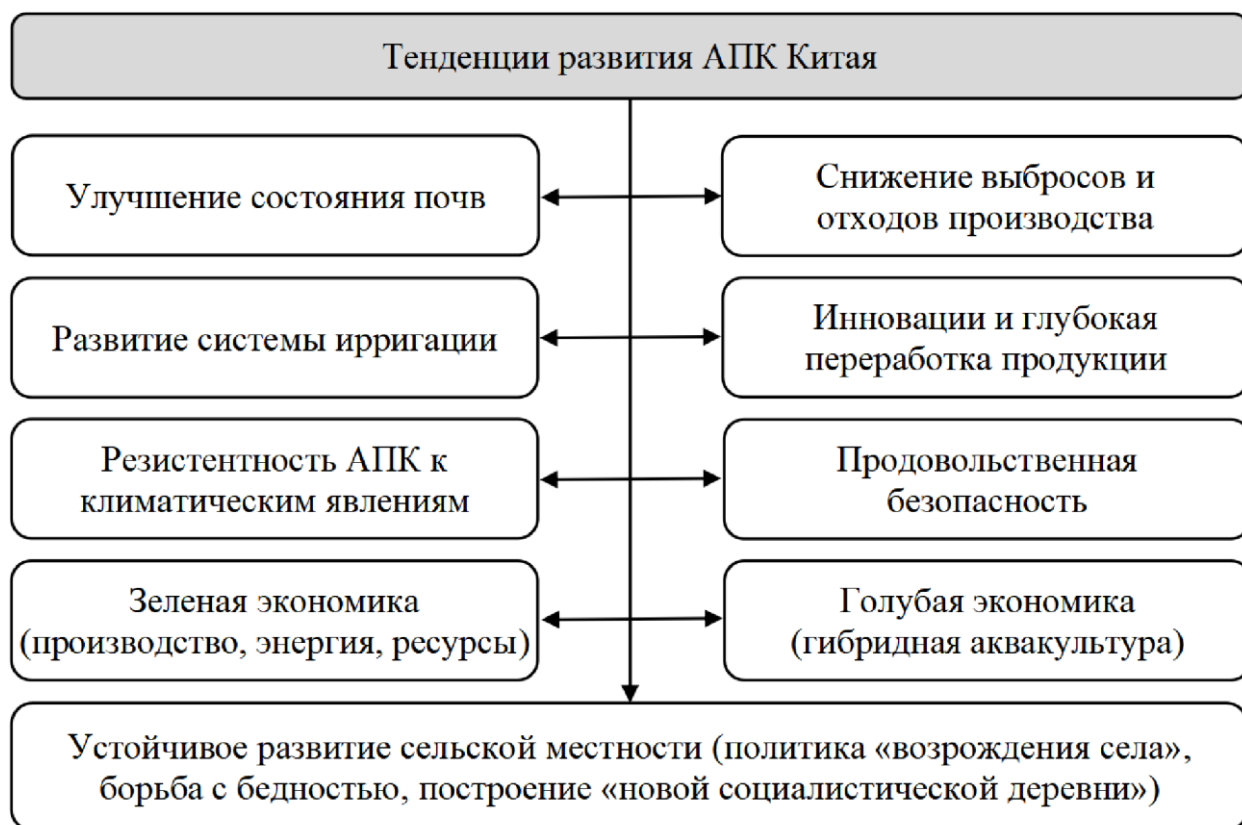 Тенденции развития АПК Китая
Улучшение состояния почв
Снижение выбросов и
отходов производства
Развитие системы ирригации
Инновации и глубокая
переработка продукции
Резистентность АПК к
климатическим явлениям
Продовольственная
безопасность
Зеленая экономика
(производство, энергия, ресурсы)
Голубая экономика
(гибридная аквакультура)
Устойчивое развитие сельской местности (политика «возрождения села»,
борьба с бедностью, построение «новой социалистической деревни»)